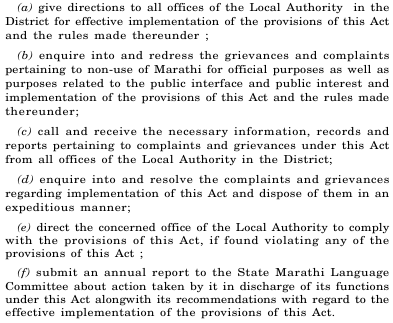 (a) give directions to all offices of the Local Authority in the
District for effective implementation of the provisions of this Act
and the rules made thereunder ;
(b) enquire into and redress the grievances and complaints
pertaining to non-use of Marathi for official purposes as well as
purposes related to the public interface and public interest and
implementation of the provisions of this Act and the rules made
thereunder;
(c) call and receive the necessary information, records and
reports pertaining to complaints and grievances under this Act
from all offices of the Local Authority in the District;
(d) enquire into and resolve the complaints and grievances
regarding implementation of this Act and dispose of them in an
expeditious manner;
(e) direct the concerned office of the Local Authority to comply
with the provisions of this Act, if found violating any of the
provisions of this Act ;
(f) submit an annual report to the State Marathi Language
Committee about action taken by it in discharge of its functions
under this Act alongwith its recommendations with regard to the
effective implementation of the provisions of this Act.